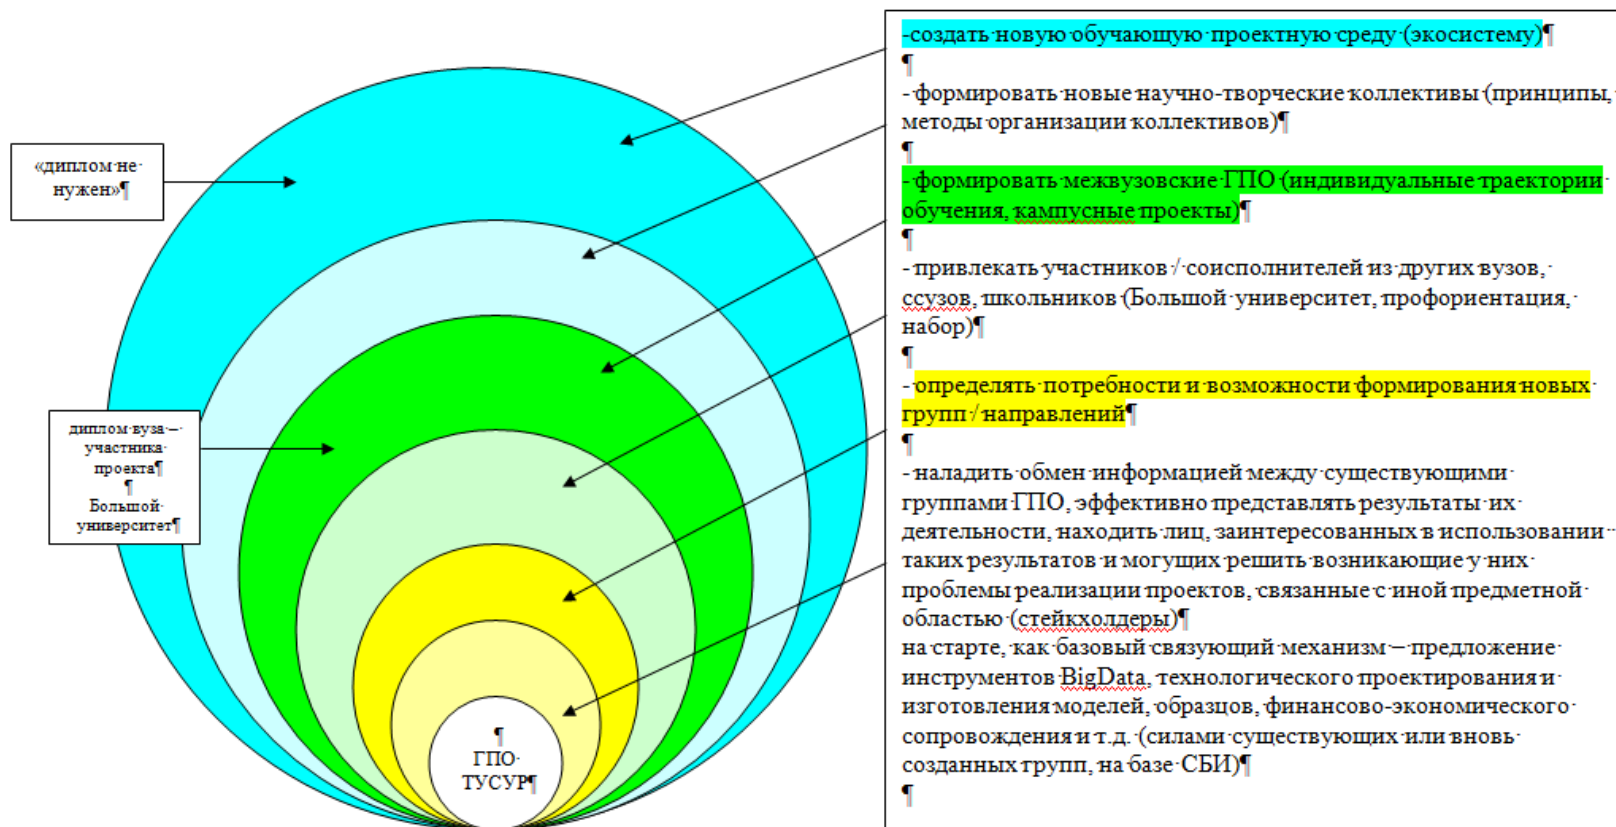 «диплом не
нужен»¶
диплом вуза –
участника
проекта¶
¶
Большой
университет¶
¶
ГПО
ТУСУР¶
-создать новую обучающую проектную среду (экосистему)¶
¶
- формировать новые научно-творческие коллективы (принципы,
методы организации коллективов)¶
¶
- формировать межвузовские ГПО (индивидуальные траектории
обучения, кампусные проекты)¶
¶
- привлекать участников / соисполнителей из других вузов,
ссузов, школьников (Большой университет, профориентация,
набор)¶
¶
- определять потребности и возможности формирования новых
групп / направлений¶
¶
- наладить обмен информацией между существующими
группами ГПО, эффективно представлять результаты их
деятельности, находить лиц, заинтересованных в использовании
таких результатов и могущих решить возникающие у них
проблемы реализации проектов, связанные с иной предметной
областью (стейкхолдеры)¶
на старте, как базовый связующий механизм – предложение
инструментов BigData, технологического проектирования и
изготовления моделей, образцов, финансово-экономического
сопровождения и т.д. (силами существующих или вновь
созданных групп, на базе СБИ)¶
¶